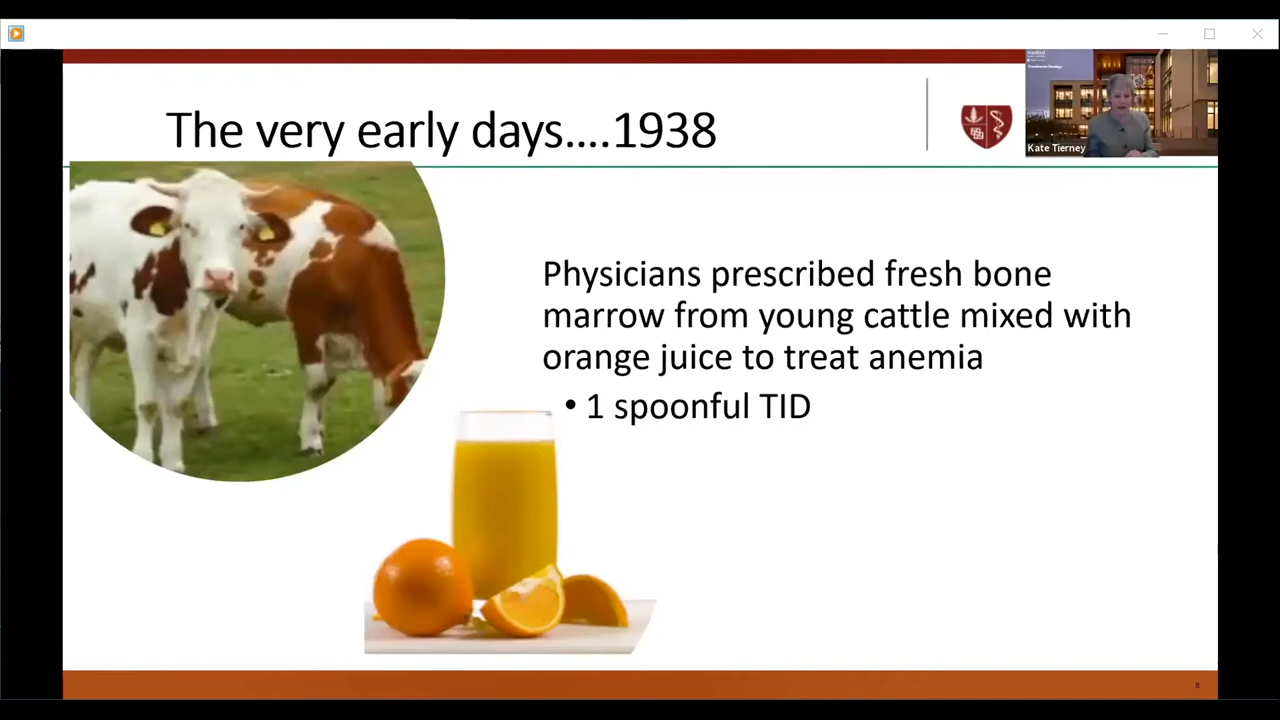 The very early days....1938
Kate Tierney
Physicians prescribed fresh bone
marrow from young cattle mixed with
orange juice to treat anemia
• 1 spoonful TID
8